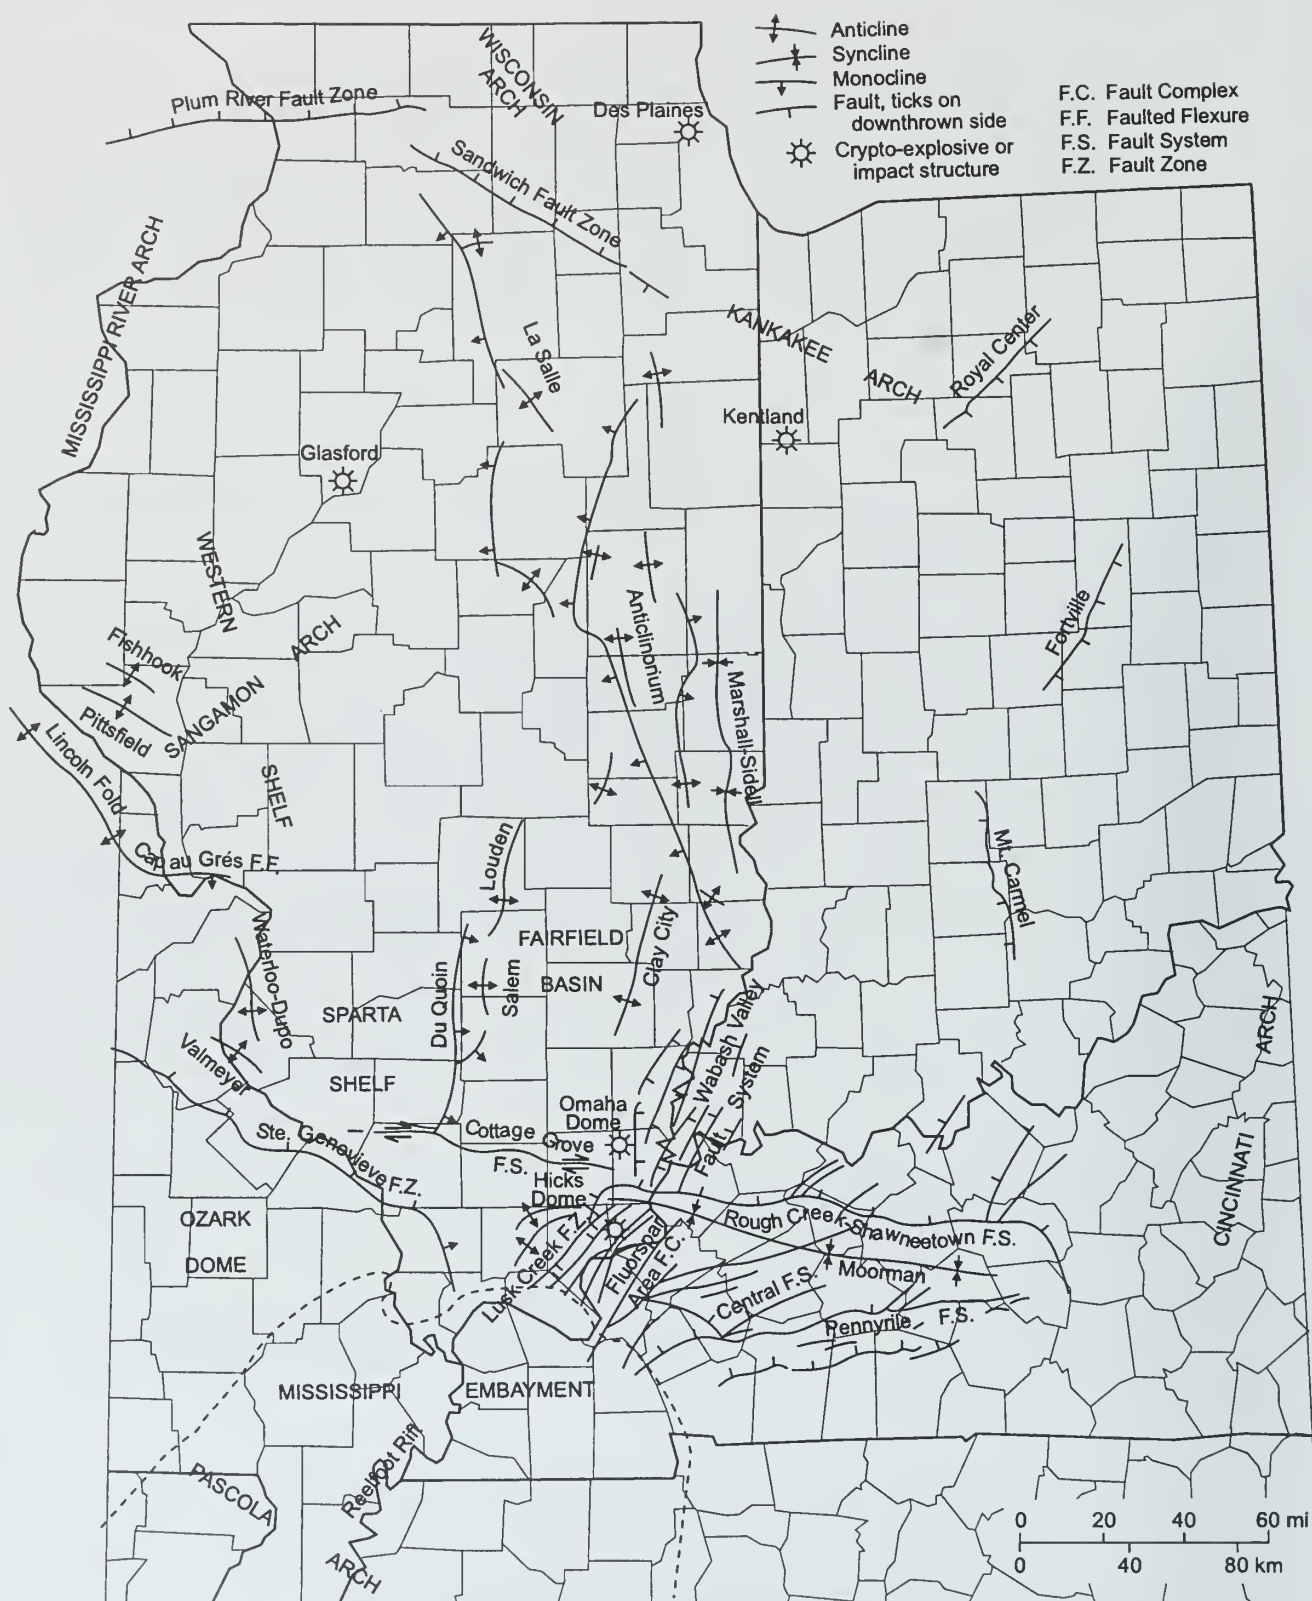 Anticline
Syncline
Monocline
Fault, ticks on
downthrown side
Crypto-explosive or
impact structure
F.C. Fault Complex
F.F. Faulted Flexure
F.S. Fault System
F.Z. Fault Zone
WISCONSIN
ARCH
Plum River Fault Zone
Des Plaines
Sandwich Fault Zone
MISSISSIPPI RIVER ARCH
KANKAKEE
ARCH
La Salle
Royal Center
Kentland
Glasford
WESTERN
Anticlinorium
Fortville
Fishhook
ARCH
Pittsfield
SANGAMON
Marshall-Sidell
Lincoln Fold
SHELF
Louden
Mt. Carmel
Cap au Grés F.F.
Waterloo-Dupo
FAIRFIELD
Clay City
Du Quoin
Salem
BASIN
SPARTA
Wabash Valley
ARCH
Valmeyer
SHELF
System
Omaha
Dome
Fault
Ste. Genevieve F.Z.
Cottage
Grove
F.S.
Hicks
Dome
CINCINNATI
OZARK
DOME
Rough Creek-Shawneetown F.S.
Lusk Creek F.Z.
Fluorspar
Area F.C.
Moorman
Central F.S.
Pennyrile F.S.
MISSISSIPPI EMBAYMENT
Reelfoot Rift
PASCOLA
ARCH
0 20 40 60 mi
0 40 80 km